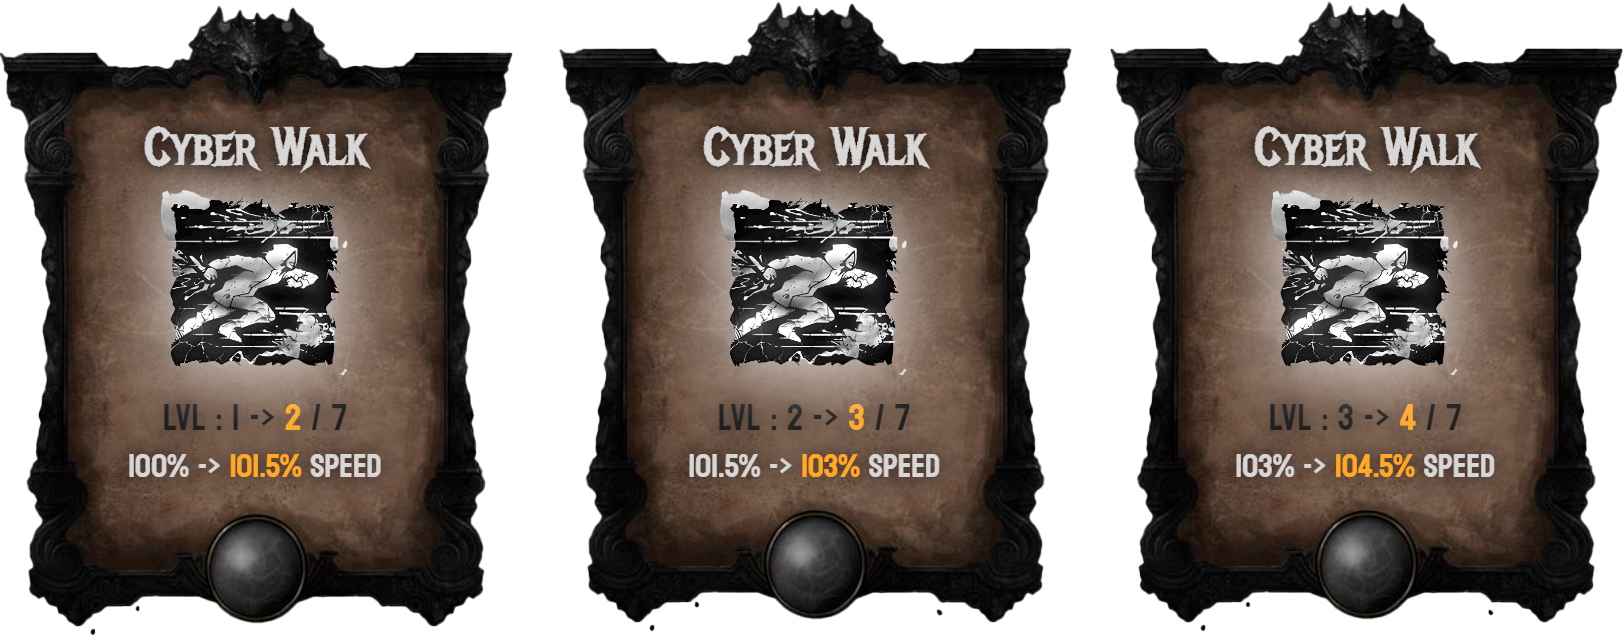 Cyber Walk
LVL : 1 -> 2 / 7
100% -> 101.5% SPEED
Cyber Walk
LVL : 2 -> 3 / 7
101.5% -> 103% SPEED
Cyber Walk
LVL : 3 -> 4 / 7
103% -> 104.5% SPEED